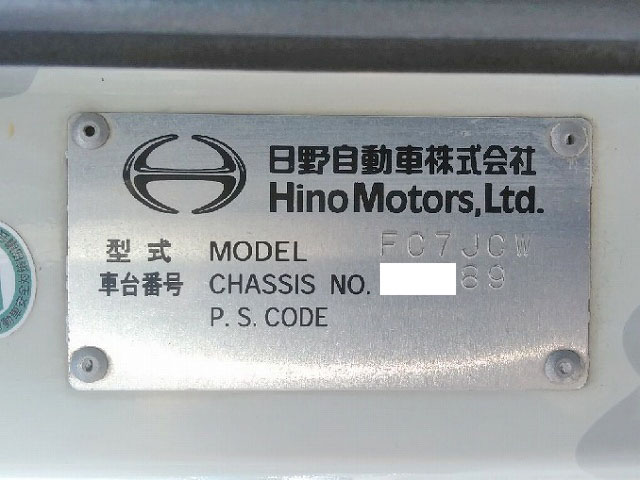 日野自動車株式会社
Hino Motors, Ltd.
型式 MODEL FC7JCW
車台番号 CHASSIS NO. 69
P. S. CODE